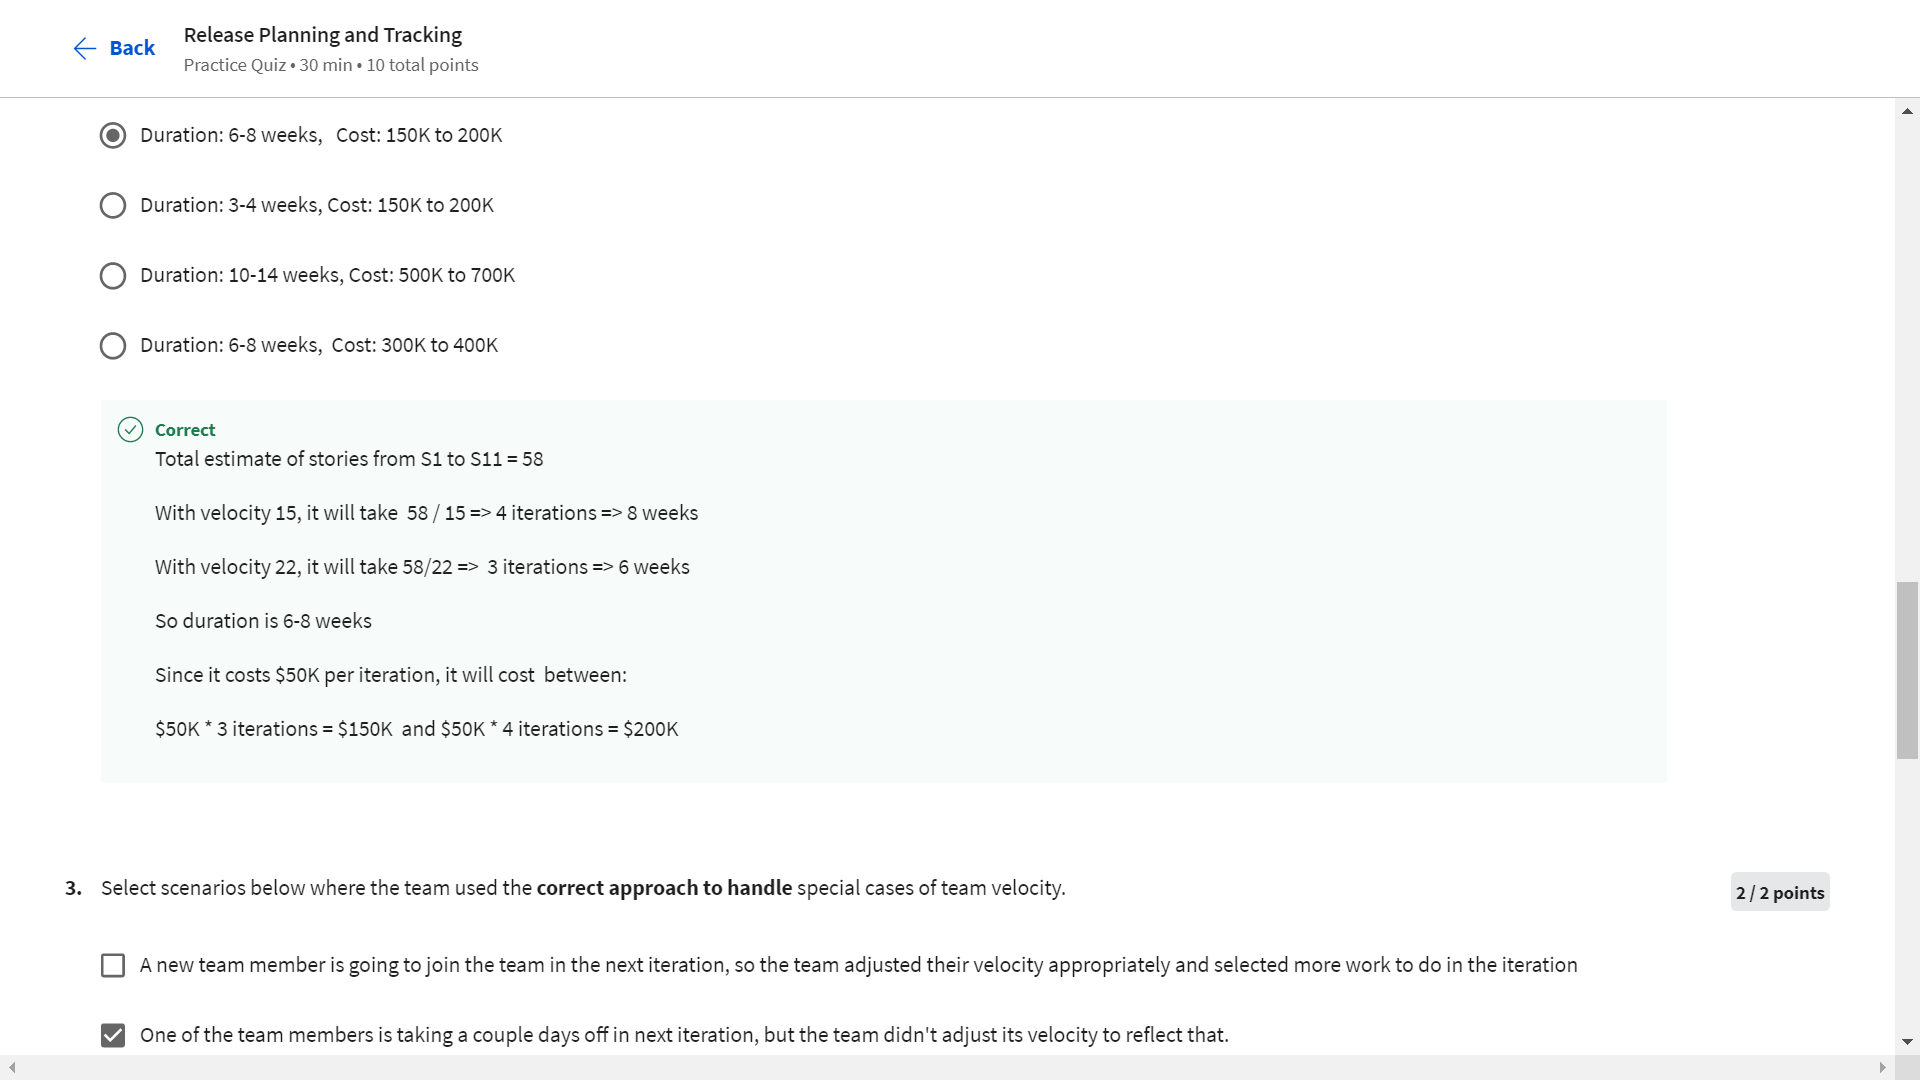 Back
Release Planning and Tracking
Practice Quiz • 30 min • 10 total points
Duration: 6-8 weeks,   Cost: 150K to 200K
Duration: 3-4 weeks, Cost: 150K to 200K
Duration: 10-14 weeks, Cost: 500K to 700K
Duration: 6-8 weeks,  Cost: 300K to 400K
Correct
Total estimate of stories from S1 to S11 = 58
With velocity 15, it will take  58 / 15 => 4 iterations => 8 weeks
With velocity 22, it will take 58/22 =>  3 iterations => 6 weeks
So duration is 6-8 weeks
Since it costs $50K per iteration, it will cost  between:
$50K * 3 iterations = $150K  and $50K * 4 iterations = $200K
3. Select scenarios below where the team used the correct approach to handle special cases of team velocity.
2 / 2 points
A new team member is going to join the team in the next iteration, so the team adjusted their velocity appropriately and selected more work to do in the iteration
One of the team members is taking a couple days off in next iteration, but the team didn't adjust its velocity to reflect that.